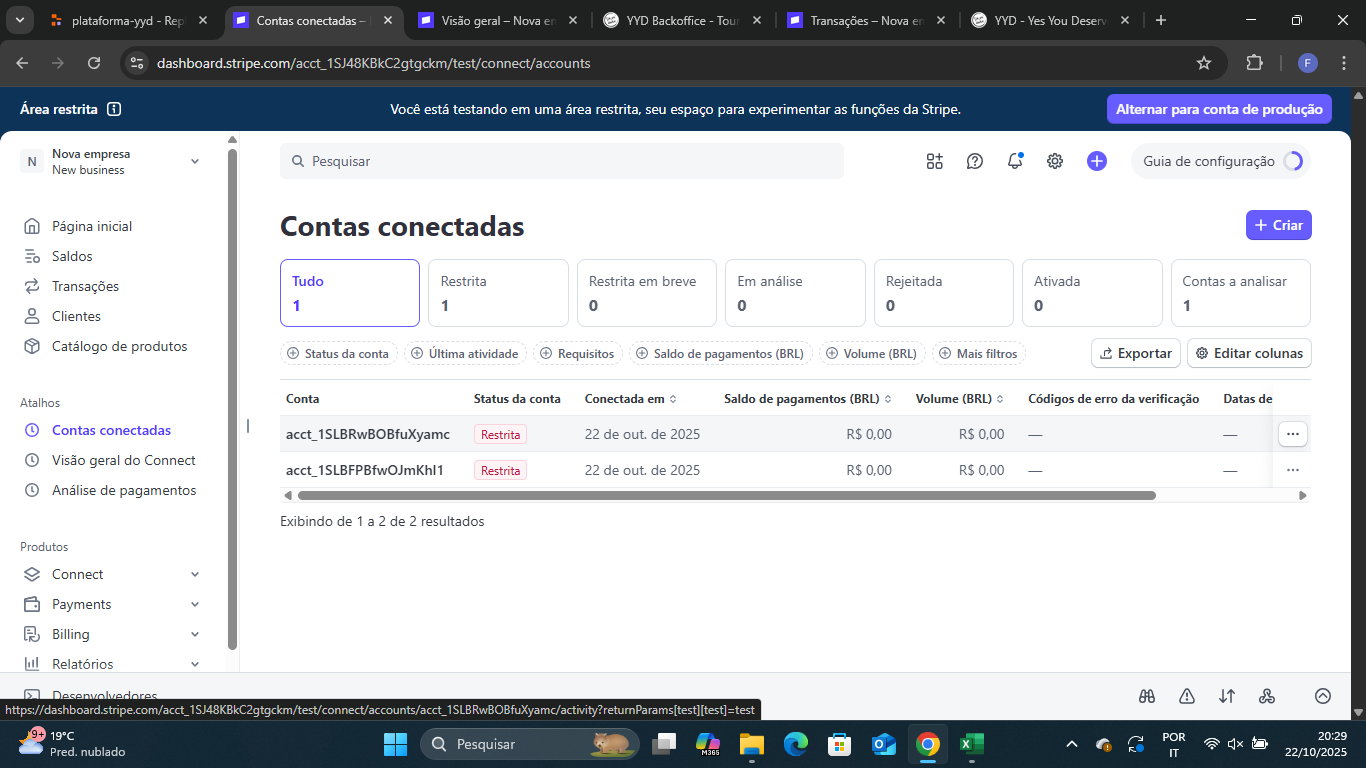 plataforma-yyd - Repl
Contas conectadas –
Visão geral – Nova en
YYD Backoffice - Tour
Transações – Nova en
YYD - Yes You Deserv
dashboard.stripe.com/acct_1SJ48KBkC2gtgckm/test/connect/accounts
F
Área restrita
Você está testando em uma área restrita, seu espaço para experimentar as funções da Stripe.
Alternar para conta de produção
N
Nova empresa
New business
Pesquisar
Guia de configuração
Página inicial
Saldos
Transações
Clientes
Catálogo de produtos
Atalhos
Contas conectadas
Visão geral do Connect
Análise de pagamentos
Produtos
Connect
Payments
Billing
Relatórios
Desenvolvedores
Contas conectadas
+ Criar
Tudo
1
Restrita
1
Restrita em breve
0
Em análise
0
Rejeitada
0
Ativada
0
Contas a analisar
1
Status da conta
Última atividade
Requisitos
Saldo de pagamentos (BRL)
Volume (BRL)
Mais filtros
Exportar
Editar colunas
Conta Status da conta Conectada em Saldo de pagamentos (BRL) Volume (BRL) Códigos de erro da verificação Datas de
acct_1SLBRwBOBfuXyamc Restrita 22 de out. de 2025 R$ 0,00 R$ 0,00 — —
acct_1SLBFPBfwOJmKhI1 Restrita 22 de out. de 2025 R$ 0,00 R$ 0,00 — —
Exibindo de 1 a 2 de 2 resultados
https://dashboard.stripe.com/acct_1SJ48KBkC2gtgckm/test/connect/accounts/acct_1SLBRwBOBfuXyamc/activity?returnParams[test][test]=test
9+
19°C
Pred. nublado
Pesquisar
M365
POR
IT
20:29
22/10/2025